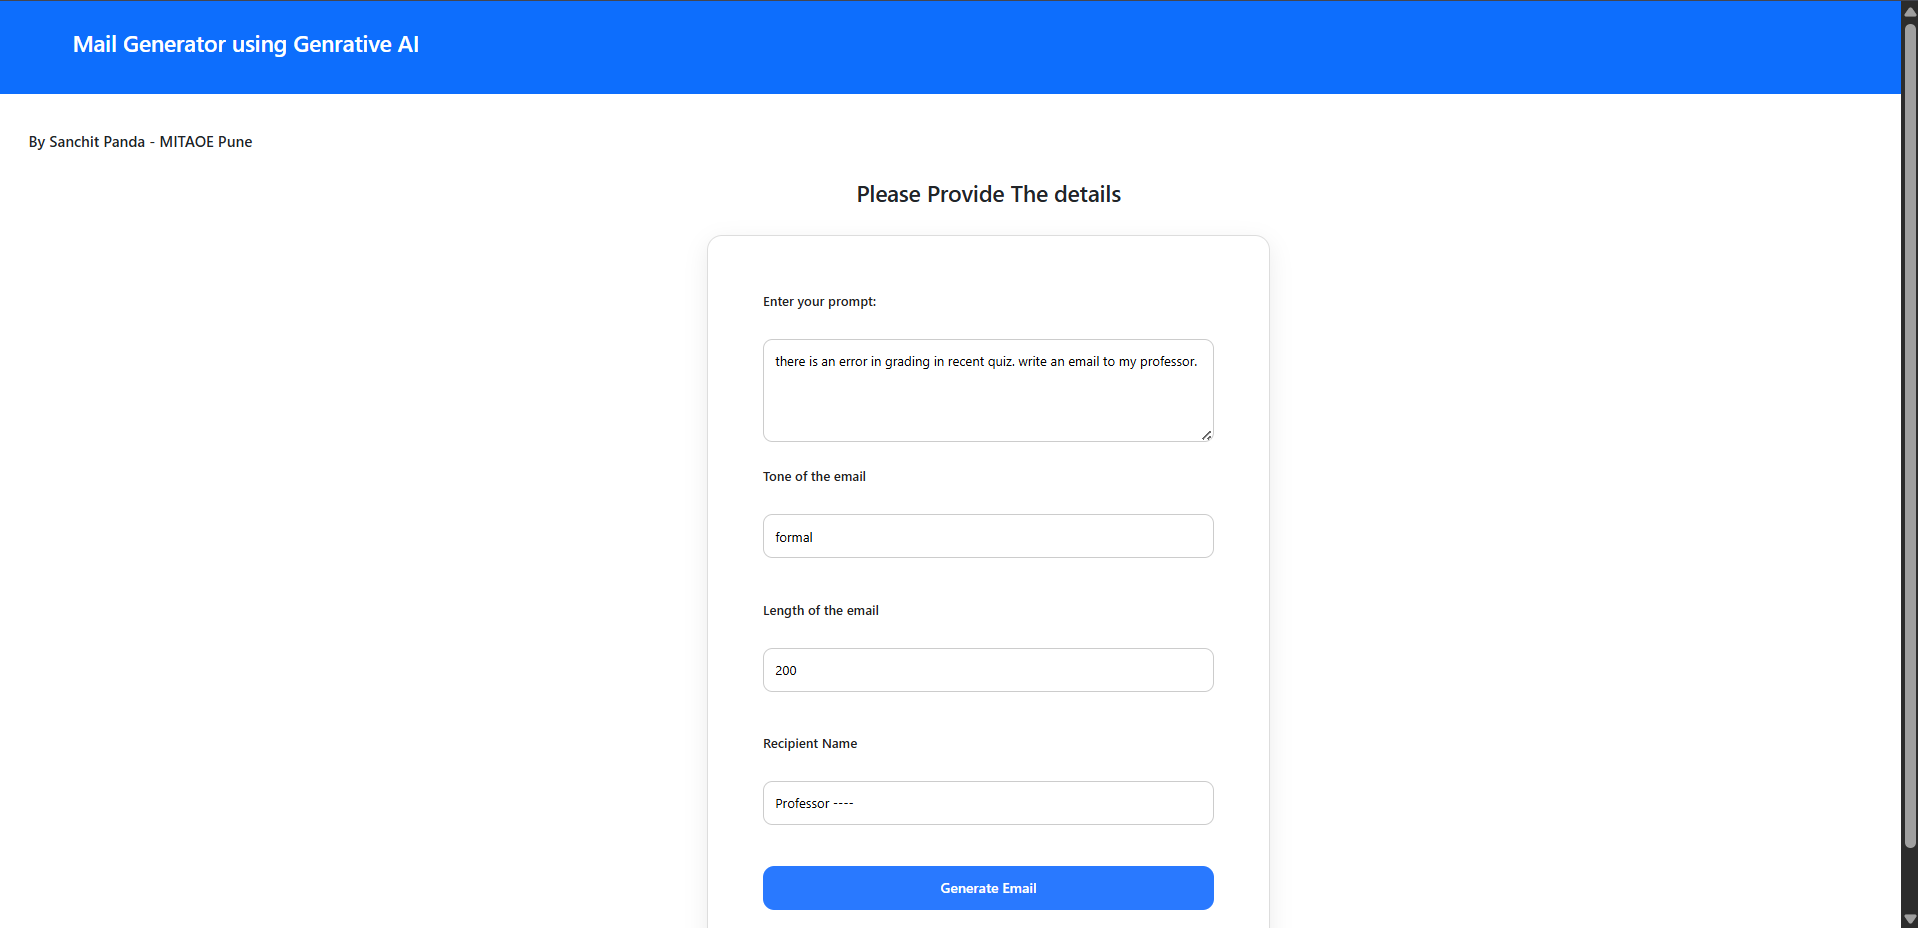 Mail Generator using Genrative AI
By Sanchit Panda - MITAOE Pune
Please Provide The details
Enter your prompt:
there is an error in grading in recent quiz. write an email to my professor.
Tone of the email
formal
Length of the email
200
Recipient Name
Professor ----
Generate Email